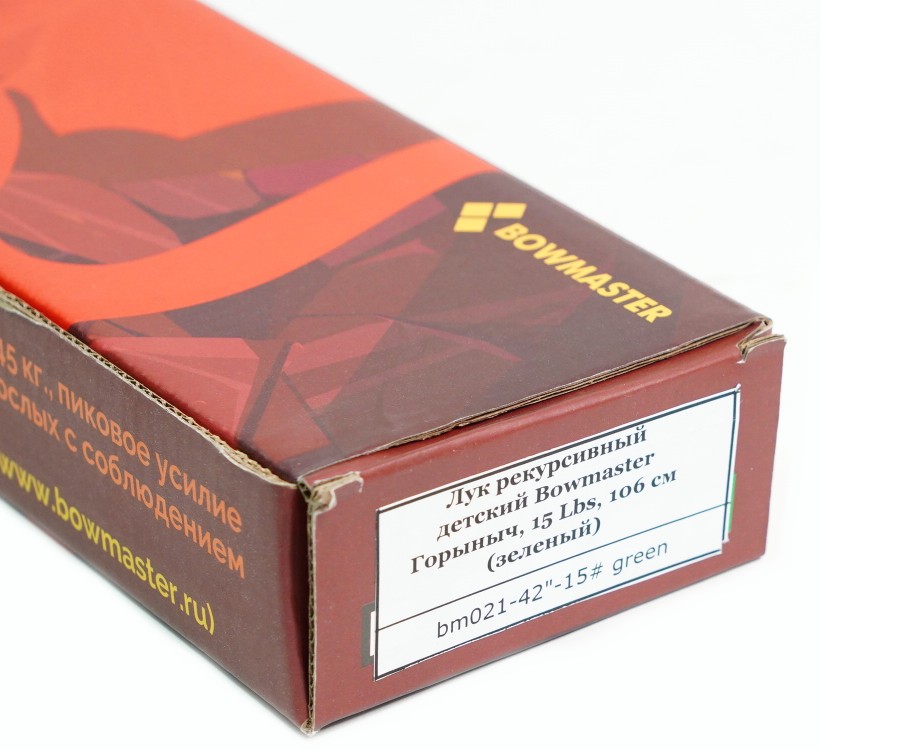 BOWMASTER
45 кг., пиковое усилие
ослых с соблюдением
www.bowmaster.ru)
Лук рекурсивный
детский Bowmaster
Горыныч, 15 Lbs, 106 см
(зеленый)
bm021-42"-15# green